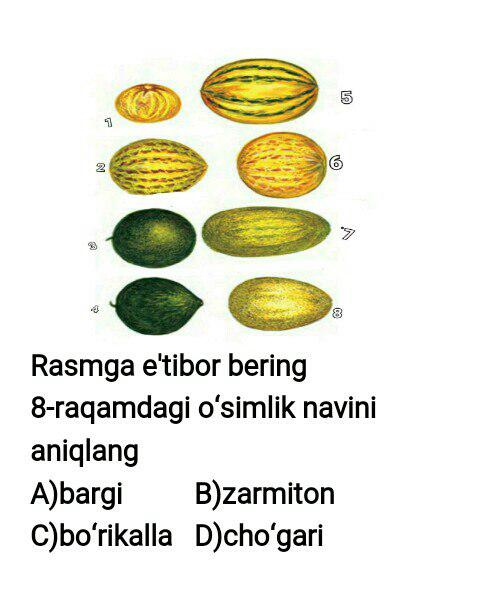 1
5
2
6
3
7
4
8
Rasmga e'tibor bering
8-raqamdagi o‘simlik navini
aniqlang
A)bargi B)zarmiton
C)bo‘rikalla D)cho‘gari